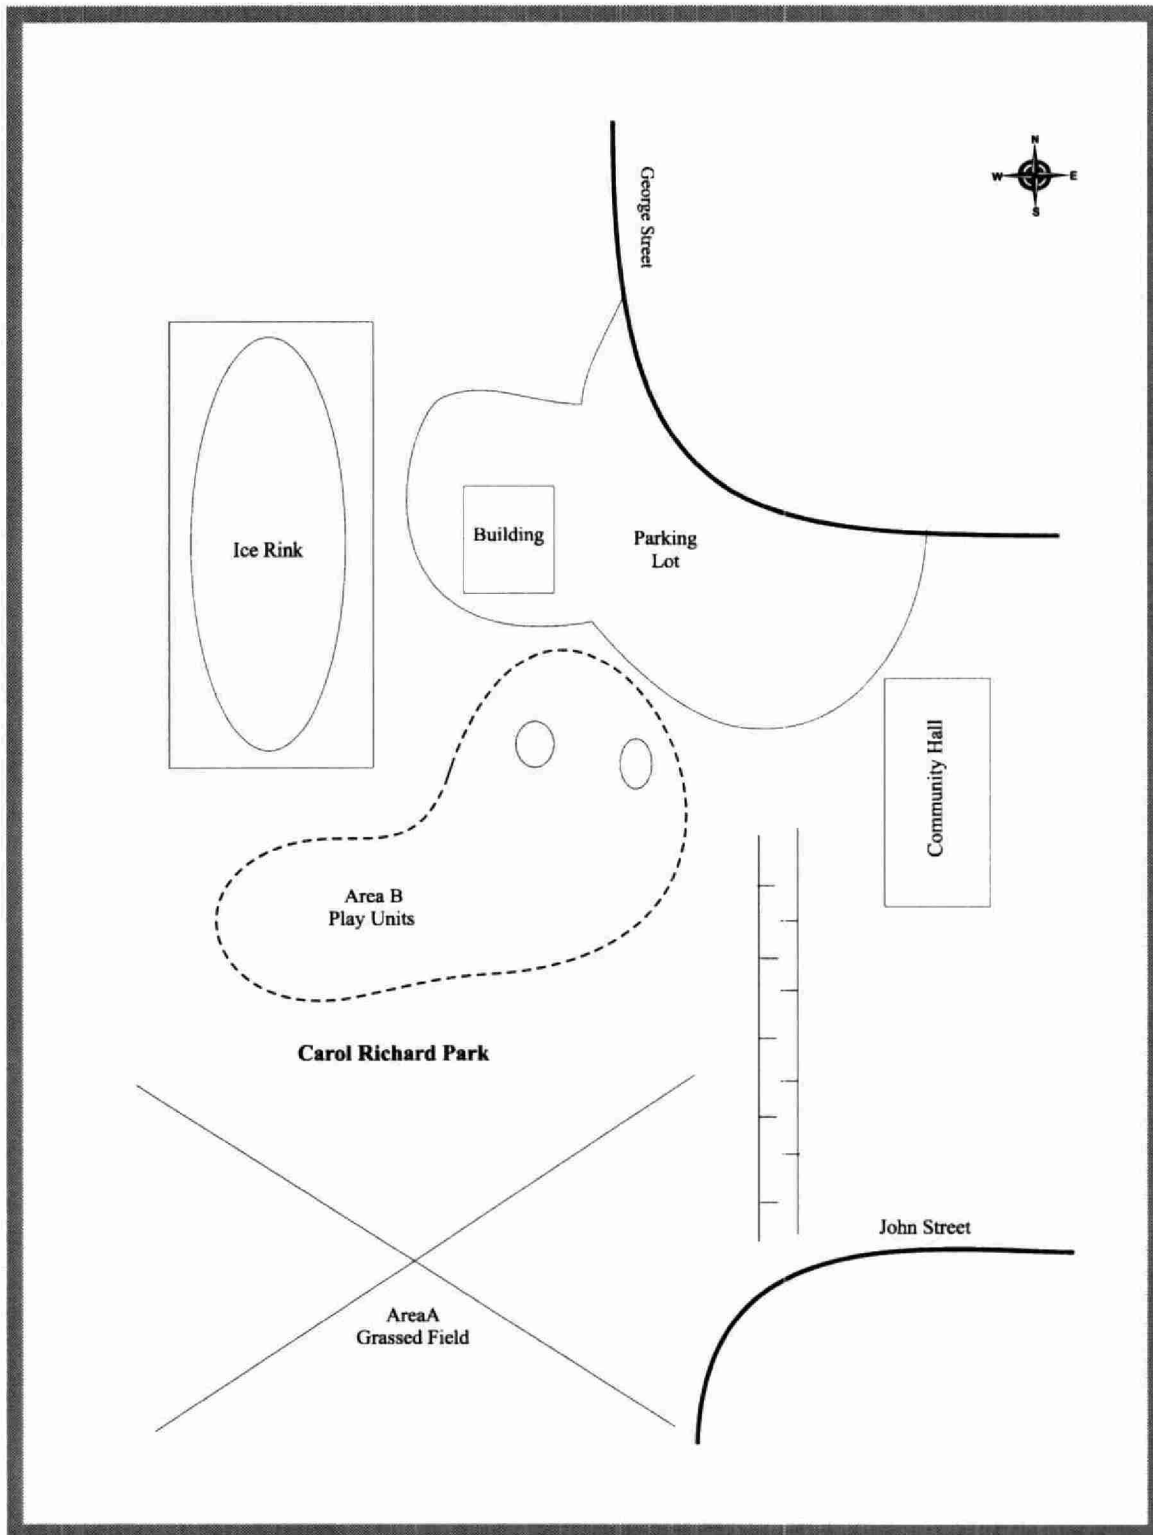 N
W E
S
George Street
Ice Rink
Building
Parking
Lot
Community Hall
Area B
Play Units
Carol Richard Park
John Street
AreaA
Grassed Field